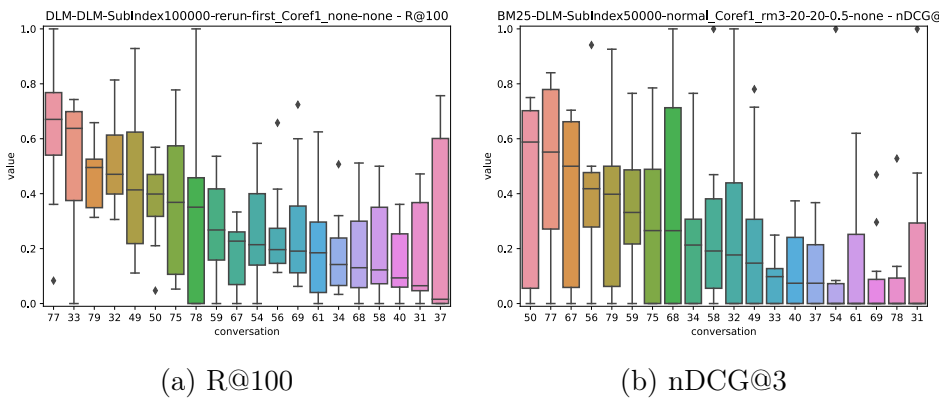 DLM-DLM-SubIndex100000-rerun-first_Coref1_none-none - R@100
1.0
0.8
0.6
0.4
0.2
0.0
value
77 33 79 32 49 50 75 78 59 67 54 56 69 61 34 68 58 40 31 37
conversation
(a) R@100
BM25-DLM-SubIndex50000-normal_Coref1_rm3-20-20-0.5-none - nDCG@
1.0
0.8
0.6
0.4
0.2
0.0
value
50 77 67 56 79 59 75 68 34 58 32 49 33 40 37 54 61 69 78 31
conversation
(b) nDCG@3